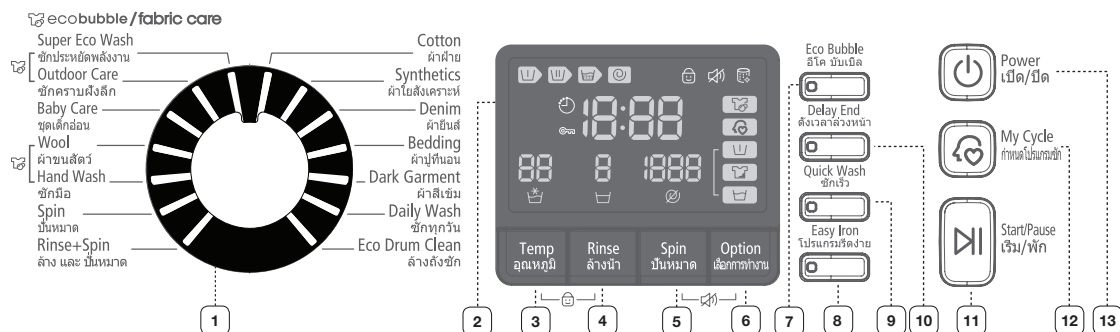 ecobubble/fabric care
Super Eco Wash
ซักประหยัดพลังงาน
Outdoor Care
ซักคราบฝังลึก
Baby Care
ชุดเด็กอ่อน
Wool
ผ้าขนสัตว์
Hand Wash
ซักมือ
Spin
ปั่นหมาด
Rinse+Spin
ล้าง และ ปั่นหมาด
Cotton
ผ้าฝ้าย
Synthetics
ผ้าใยสังเคราะห์
Denim
ผ้ายีนส์
Bedding
ผ้าปูที่นอน
Dark Garment
ผ้าสีเข้ม
Daily Wash
ซักทุกวัน
Eco Drum Clean
ล้างถังซัก
18:88
88 8 1888
Temp
อุณหภูมิ
Rinse
ล้างน้ำ
Spin
ปั่นหมาด
Option
เลือกการทำงาน
Eco Bubble
อีโค บับเบิล
Delay End
ตั้งเวลาล่วงหน้า
Quick Wash
ซักเร็ว
Easy Iron
โปรแกรมรีดง่าย
Power
เปิด/ปิด
My Cycle
กำหนดโปรแกรมซัก
Start/Pause
เริ่ม/พัก
1 2 3 4 5 6 7 8 9 10 11 12 13